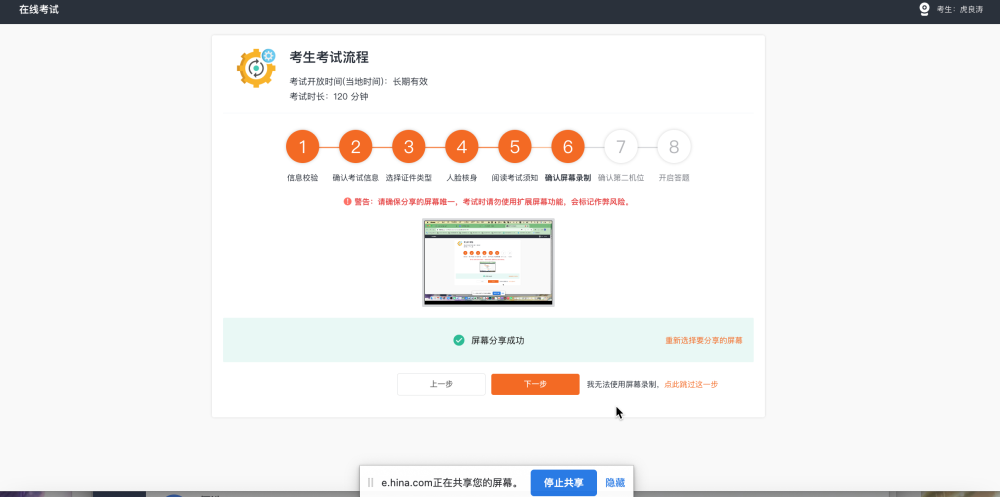 在线考试
考生：虎良涛
考生考试流程
考试开放时间(当地时间)：长期有效
考试时长：120 分钟
1 2 3 4 5 6 7 8
信息校验 确认考试信息 选择证件类型 人脸核身 阅读考试须知 确认屏幕录制 确认第二机位 开启答题
警告：请确保分享的屏幕唯一，考试时请勿使用扩展屏幕功能，会标记作弊风险。
屏幕分享成功 重新选择要分享的屏幕
上一步 下一步 我无法使用屏幕录制，点此跳过这一步
e.hina.com正在共享您的屏幕。 停止共享 隐藏